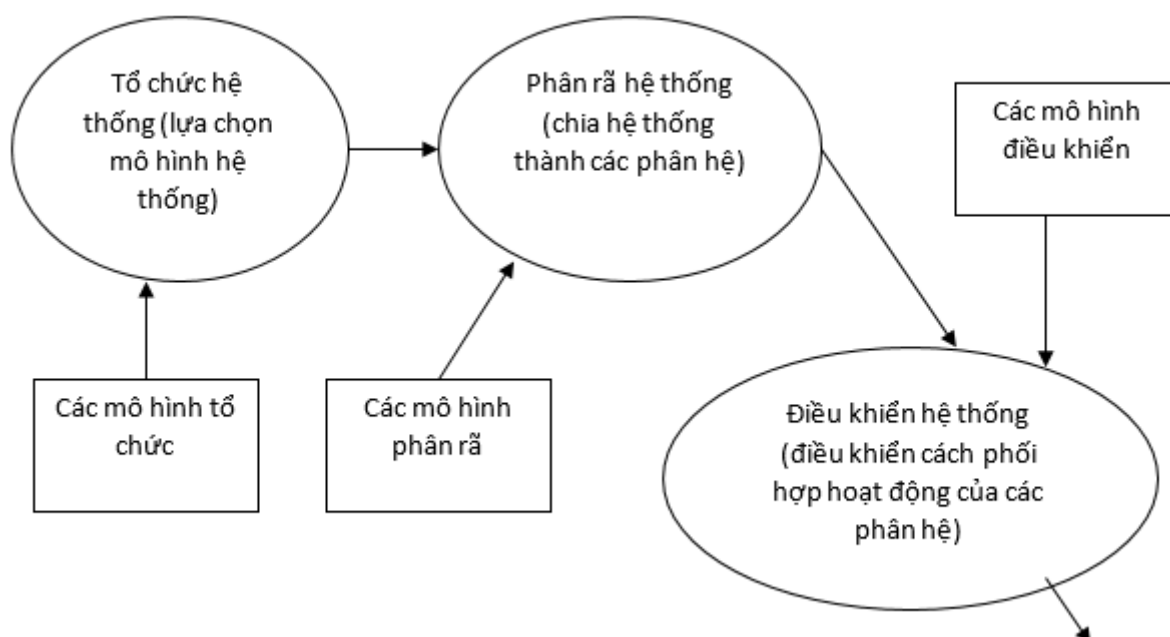 Tổ chức hệ
thống (lựa chọn
mô hình hệ
thống)
Phân rã hệ thống
(chia hệ thống
thành các phân hệ)
Các mô hình
điều khiển
Các mô hình tổ
chức
Các mô hình
phân rã
Điều khiển hệ thống
(điều khiển cách phối
hợp hoạt động của các
phân hệ)